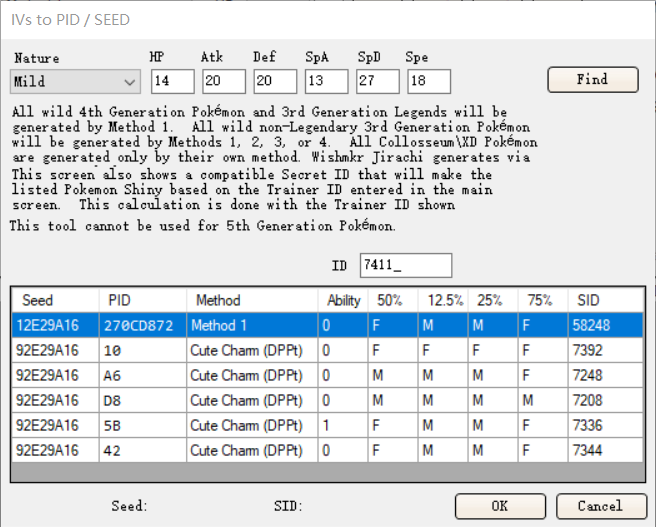 IVs to PID / SEED
Nature HP Atk Def SpA SpD Spe
Mild 14 20 20 13 27 18 Find
All wild 4th Generation Pokémon and 3rd Generation Legends will be
generated by Method 1. All wild non-Legendary 3rd Generation Pokémon
will be generated by Methods 1, 2, 3, or 4. All Collosseum\XD Pokémon
are generated only by their own method. Wishmkr Jirachi generates via
This screen also shows a compatible Secret ID that will make the
listed Pokemon Shiny based on the Trainer ID entered in the main
screen. This calculation is done with the Trainer ID shown
This tool cannot be used for 5th Generation Pokémon.
ID 7411_
Seed PID Method Ability 50% 12.5% 25% 75% SID
12E29A16 270CD872 Method 1 0 F M M F 58248
92E29A16 10 Cute Charm (DPPt) 0 F F F F 7392
92E29A16 A6 Cute Charm (DPPt) 0 M M M F 7248
92E29A16 D8 Cute Charm (DPPt) 0 M M M M 7208
92E29A16 5B Cute Charm (DPPt) 1 F M M F 7336
92E29A16 42 Cute Charm (DPPt) 0 F M M F 7344
Seed: SID: OK Cancel